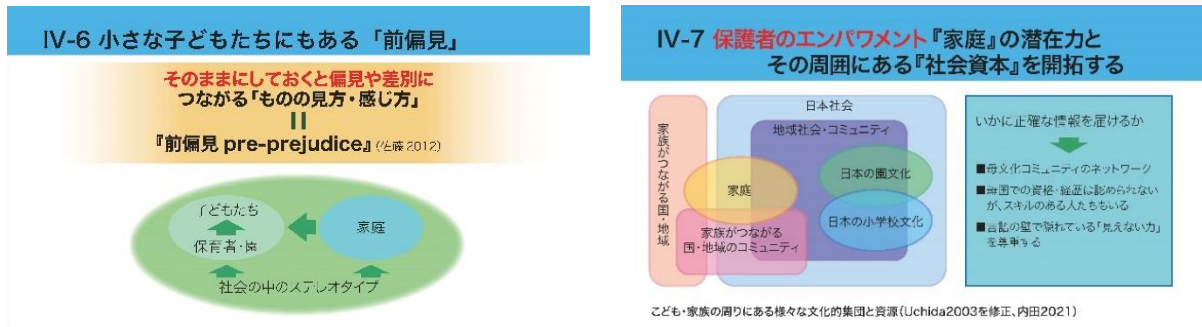 IV-6 小さな子どもたちにもある「前偏見」
そのままにしておくと偏見や差別に
つながる「ものの見方・感じ方」
『前偏見 pre-prejudice』(佐藤 2012)
子どもたち
保育者・園
家庭
社会の中のステレオタイプ
IV-7 保護者のエンパワメント『家庭』の潜在力と
その周囲にある『社会資本』を開拓する
家族がつながる国・地域
日本社会
地域社会・コミュニティ
家庭
日本の園文化
日本の小学校文化
家族がつながる
国・地域のコミュニティ
いかに正確な情報を届けるか
■母文化コミュニティのネットワーク
■母国での資格・経歴は認められない
が、スキルのある人たちもいる
■言語の壁で隠れている「見えない力」
を尊重する
こども・家族の周りにある様々な文化的集団と資源(Uchida2003を修正、内田2021)